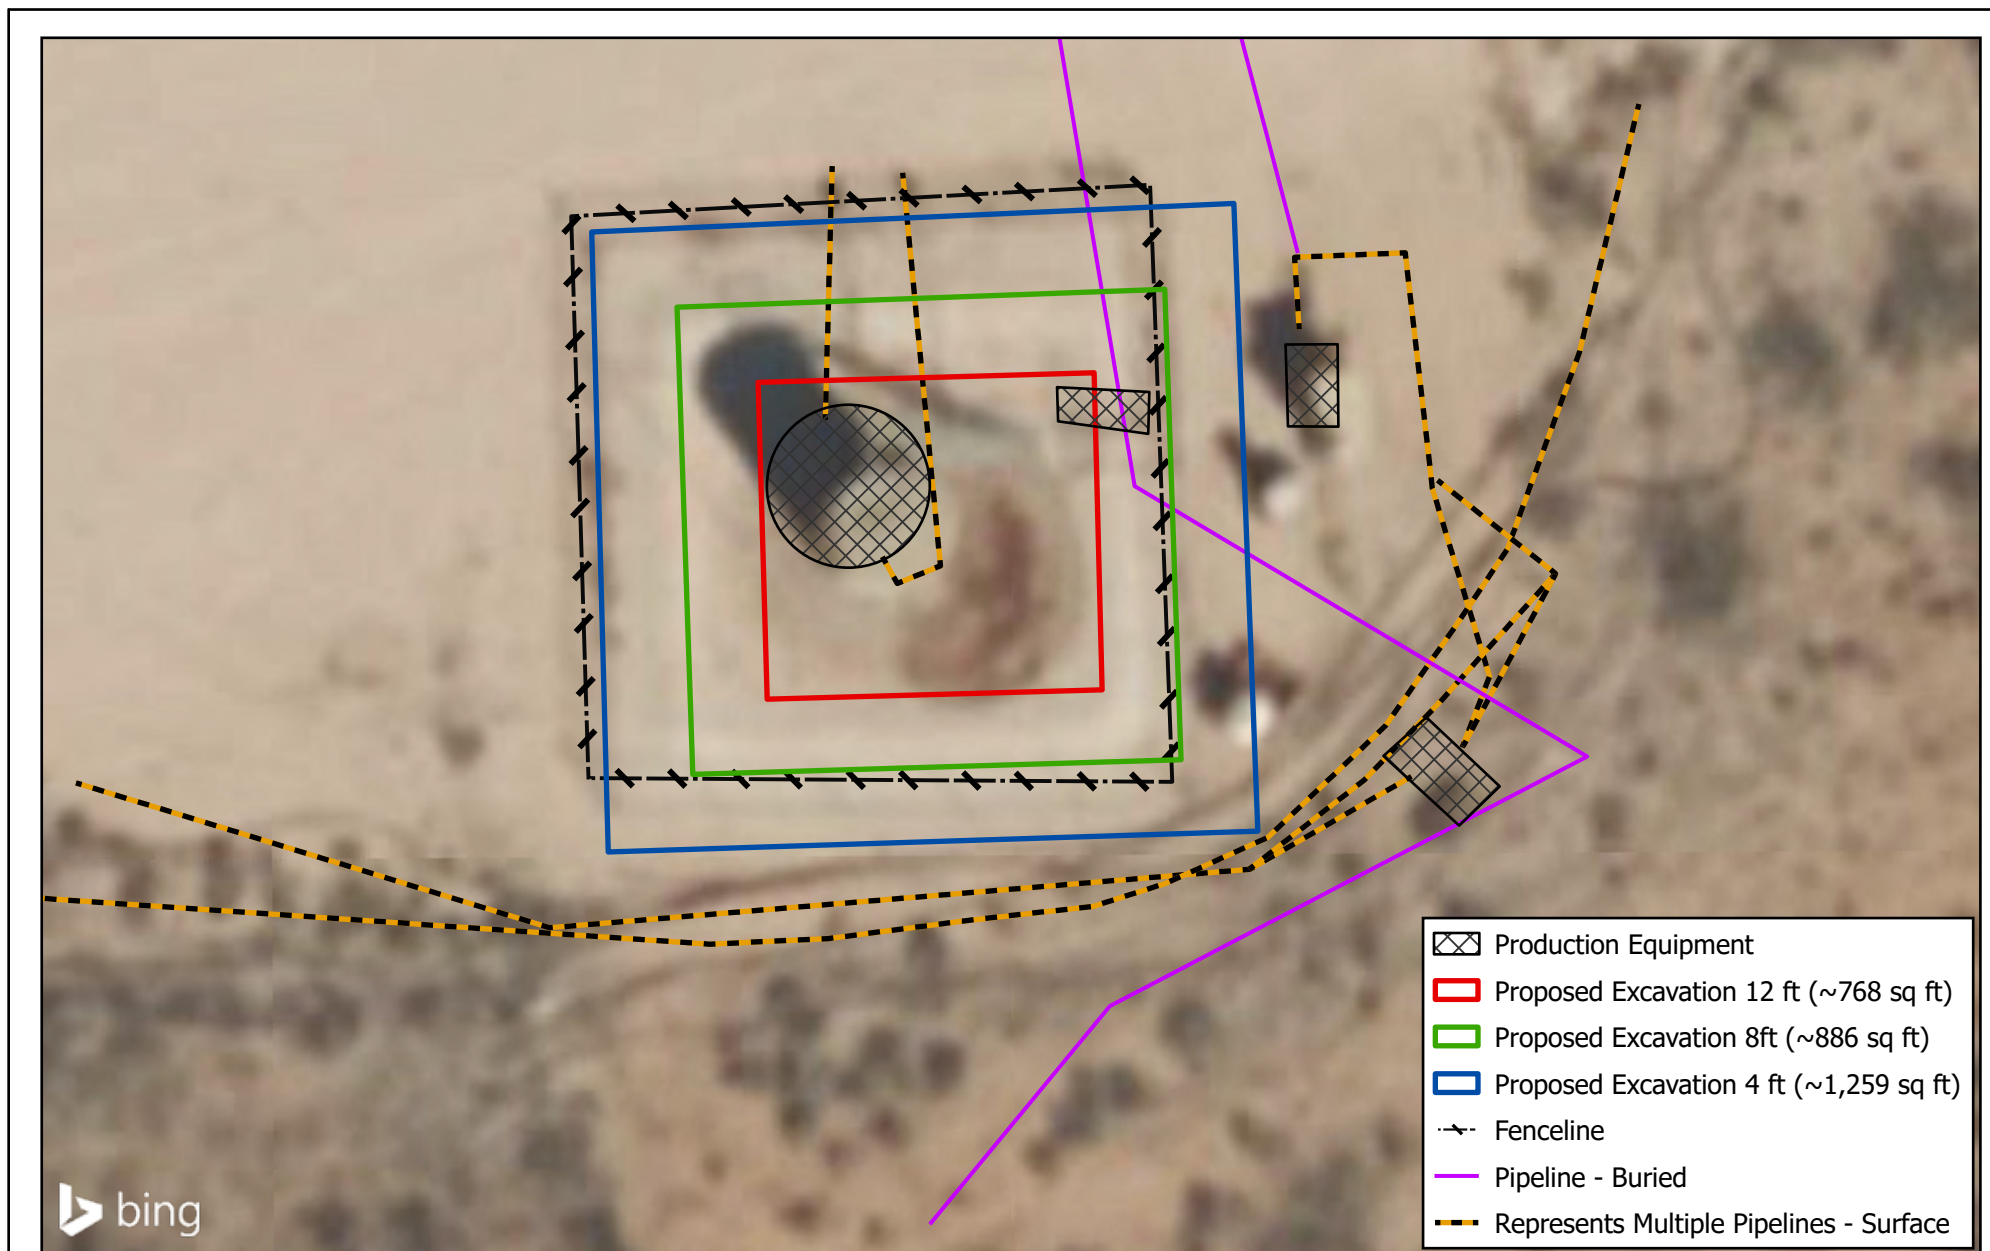 Production Equipment
Proposed Excavation 12 ft (~768 sq ft)
Proposed Excavation 8ft (~886 sq ft)
Proposed Excavation 4 ft (~1,259 sq ft)
Fenceline
Pipeline - Buried
Represents Multiple Pipelines - Surface
bing